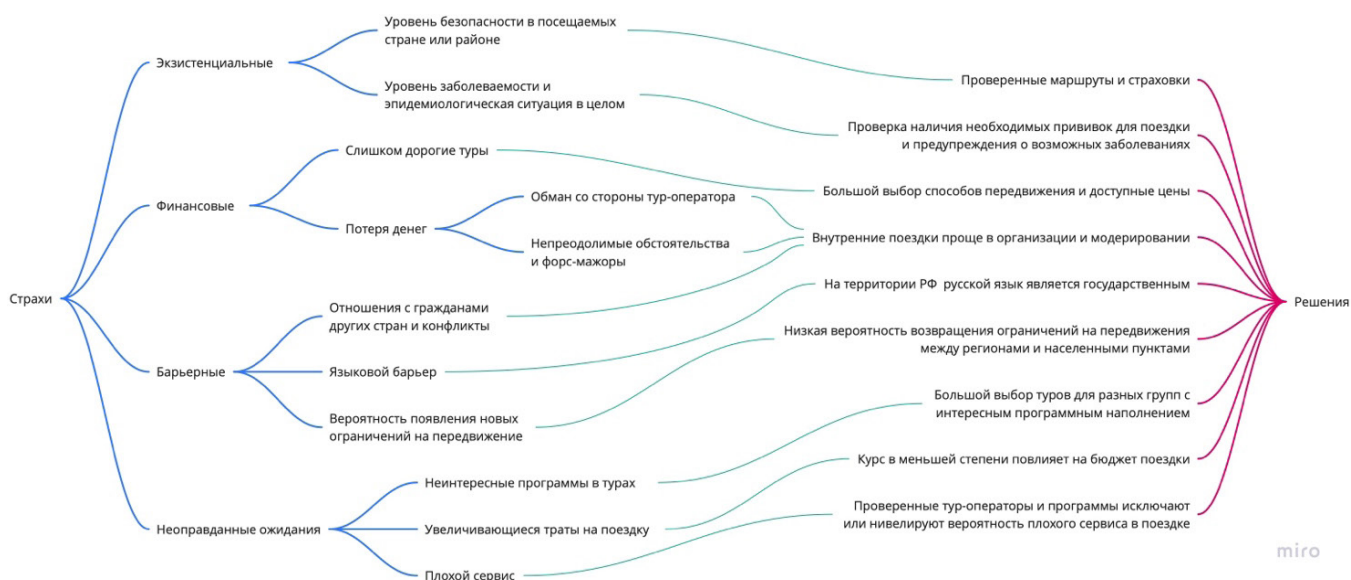 Страхи
Экзистенциальные
Уровень безопасности в посещаемых
стране или районе
Уровень заболеваемости и
эпидемиологическая ситуация в целом
Финансовые
Слишком дорогие туры
Потеря денег
Обман со стороны тур-оператора
Непреодолимые обстоятельства
и форс-мажоры
Барьерные
Отношения с гражданами
других стран и конфликты
Языковой барьер
Вероятность появления новых
ограничений на передвижение
Неоправданные ожидания
Неинтересные программы в турах
Увеличивающиеся траты на поездку
Плохой сервис
Проверенные маршруты и страховки
Проверка наличия необходимых прививок для поездки
и предупреждения о возможных заболеваниях
Большой выбор способов передвижения и доступные цены
Внутренние поездки проще в организации и модерировании
На территории РФ русский язык является государственным
Низкая вероятность возвращения ограничений на передвижения
между регионами и населенными пунктами
Большой выбор туров для разных групп с
интересным программным наполнением
Курс в меньшей степени повлияет на бюджет поездки
Проверенные тур-операторы и программы исключают
или нивелируют вероятность плохого сервиса в поездке
Решения
miro